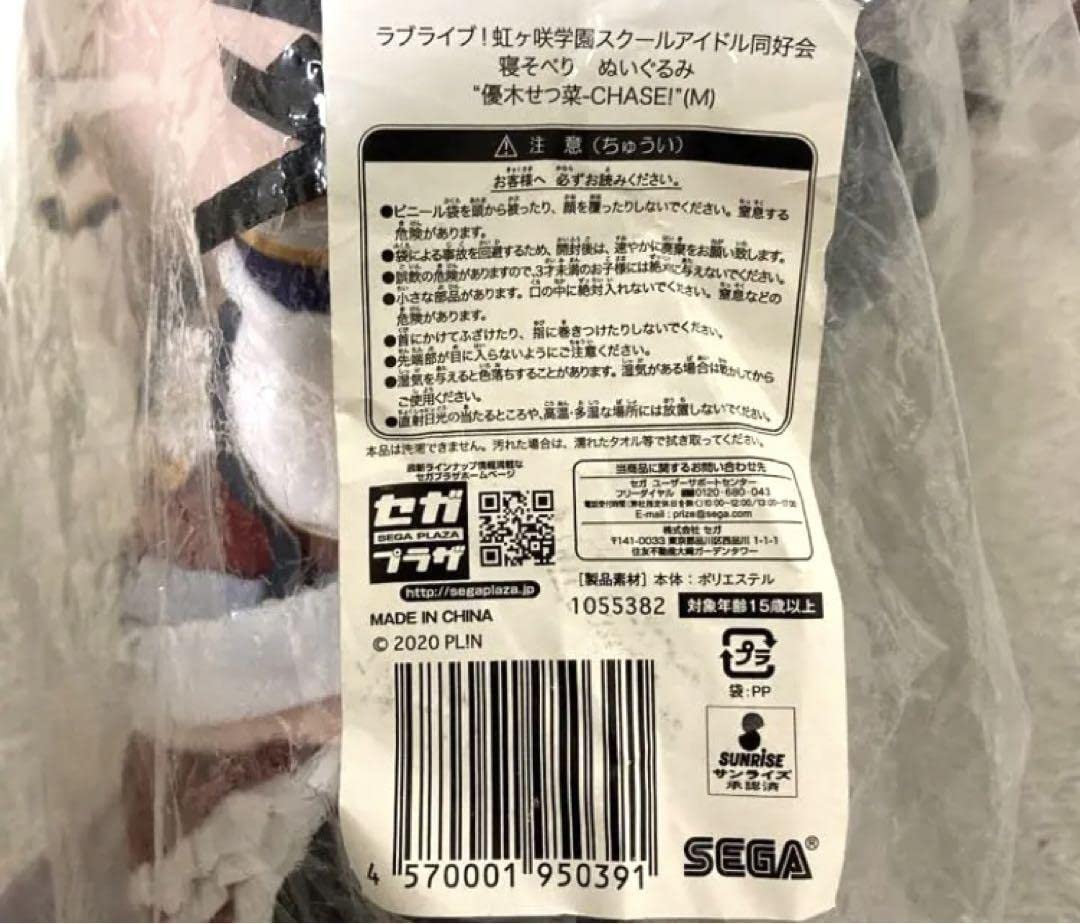 ラブライブ！虹ヶ咲学園スクールアイドル同好会
寝そべり ぬいぐるみ
"優木せつ菜-CHASE!"(M)
注 意（ちゅうい）
お客様へ 必ずお読みください。
●ビニール袋を頭から被ったり、顔を覆ったりしないでください。窒息する
危険があります。
●袋による事故を回避するため、開封後は、速やかに廃棄をお願い致します。
●誤飲の危険がありますので、3才未満のお子様には絶対に与えないでください。
●小さな部品があります。口の中に絶対入れないでください。窒息などの
危険があります。
●首にかけてふざけたり、指に巻きつけたりしないでください。
●先端部が目に入らないようにご注意ください。
●湿気を与えると色落ちすることがあります。湿気がある場合は乾かしてから
ご使用ください。
●直射日光の当たるところや、高温・多湿な場所には放置しないでください。
本品は洗濯できません。汚れた場合は、濡れたタオル等で拭き取ってください。
最新ラインナップ情報満載な
セガプラザホームページ
セガ
SEGA PLAZA
プラザ
http://segaplaza.jp
当商品に関するお問い合わせ先
セガ ユーザーサポートセンター
フリーダイヤル 0120-680-043
電話受付時間（弊社指定休日を除く）10:00～12:00/13:00～17:00
E-mail : prize@sega.com
株式会社 セガ
〒141-0033 東京都品川区西品川 1-1-1
住友不動産大崎ガーデンタワー
［製品素材］本体：ポリエステル
1055382 対象年齢15歳以上
MADE IN CHINA
© 2020 PL!N
プラ
袋：PP
SUNRISE
サンライズ
承認済
4 570001 950391
SEGA®